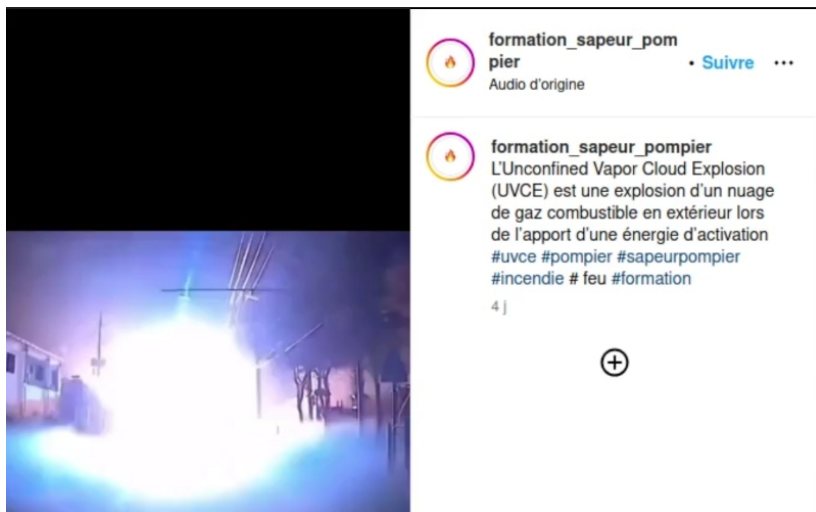 formation_sapeur_pom
pier
• Suivre ...
Audio d'origine
formation_sapeur_pompier
L'Unconfined Vapor Cloud Explosion
(UVCE) est une explosion d'un nuage
de gaz combustible en extérieur lors
de l'apport d'une énergie d'activation
#uvce #pompier #sapeurpompier
#incendie # feu #formation
4 j